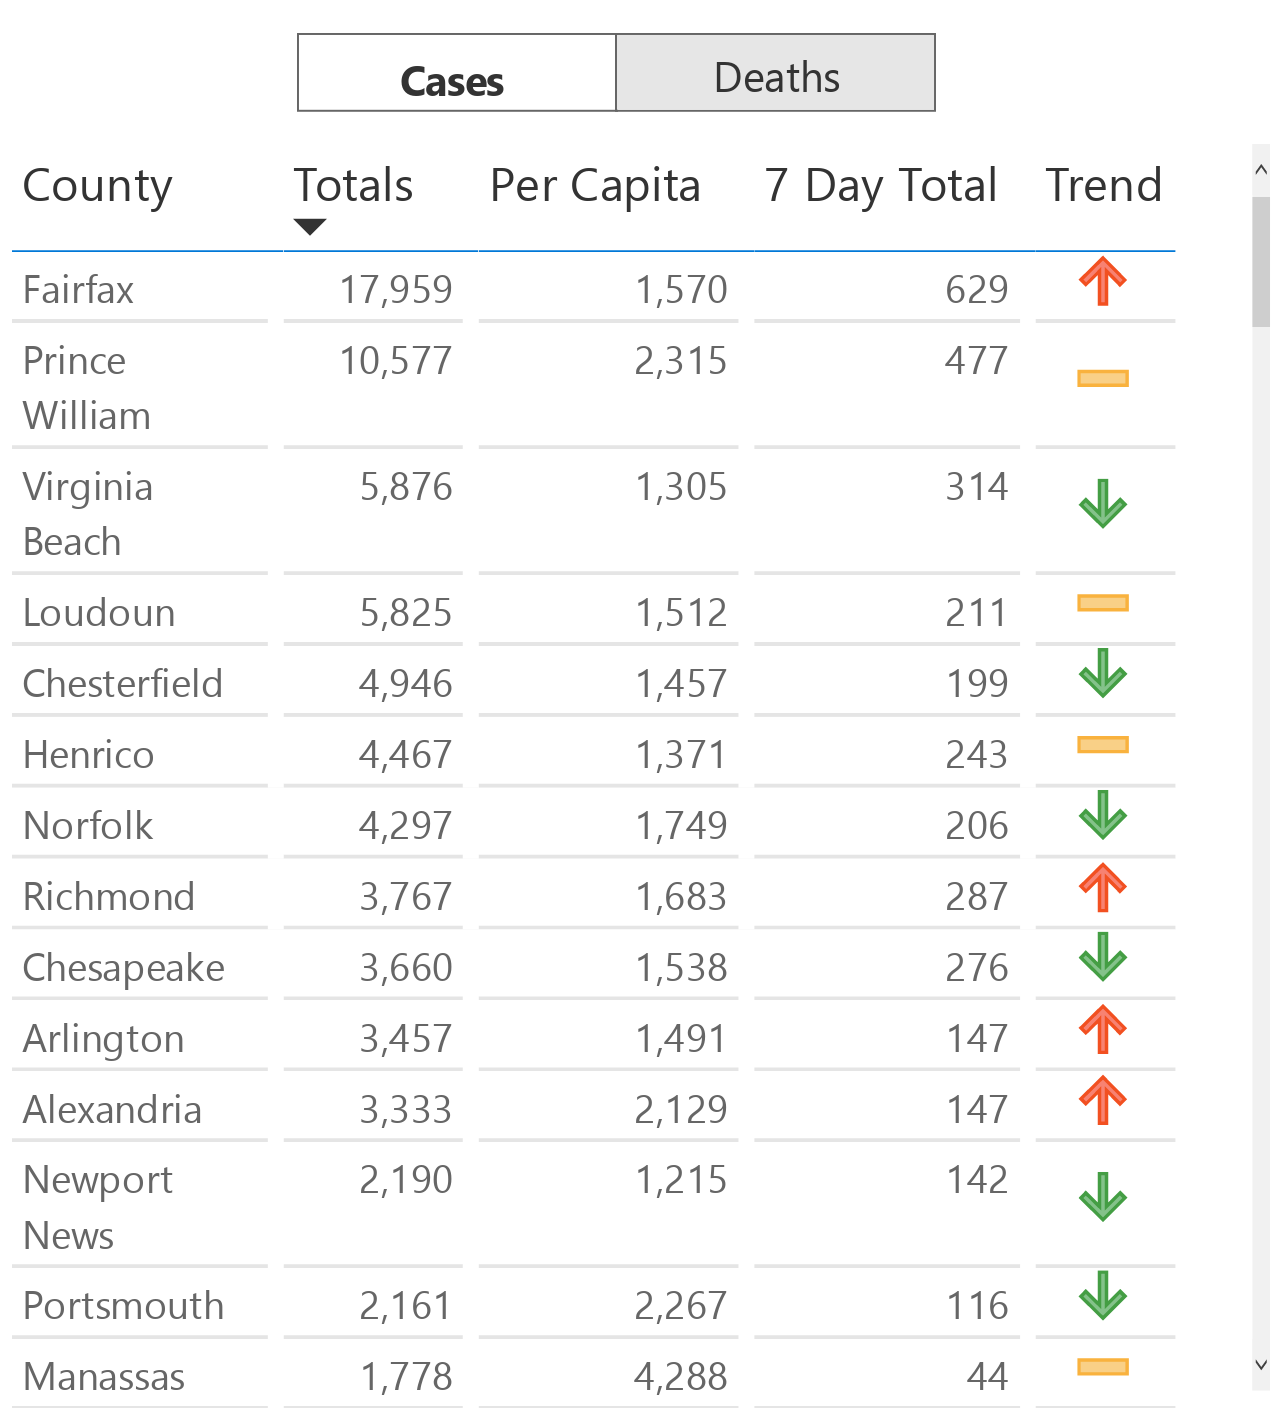 Cases Deaths
County Totals Per Capita 7 Day Total Trend
Fairfax 17,959 1,570 629
Prince 10,577 2,315 477
William
Virginia 5,876 1,305 314
Beach
Loudoun 5,825 1,512 211
Chesterfield 4,946 1,457 199
Henrico 4,467 1,371 243
Norfolk 4,297 1,749 206
Richmond 3,767 1,683 287
Chesapeake 3,660 1,538 276
Arlington 3,457 1,491 147
Alexandria 3,333 2,129 147
Newport 2,190 1,215 142
News
Portsmouth 2,161 2,267 116
Manassas 1,778 4,288 44